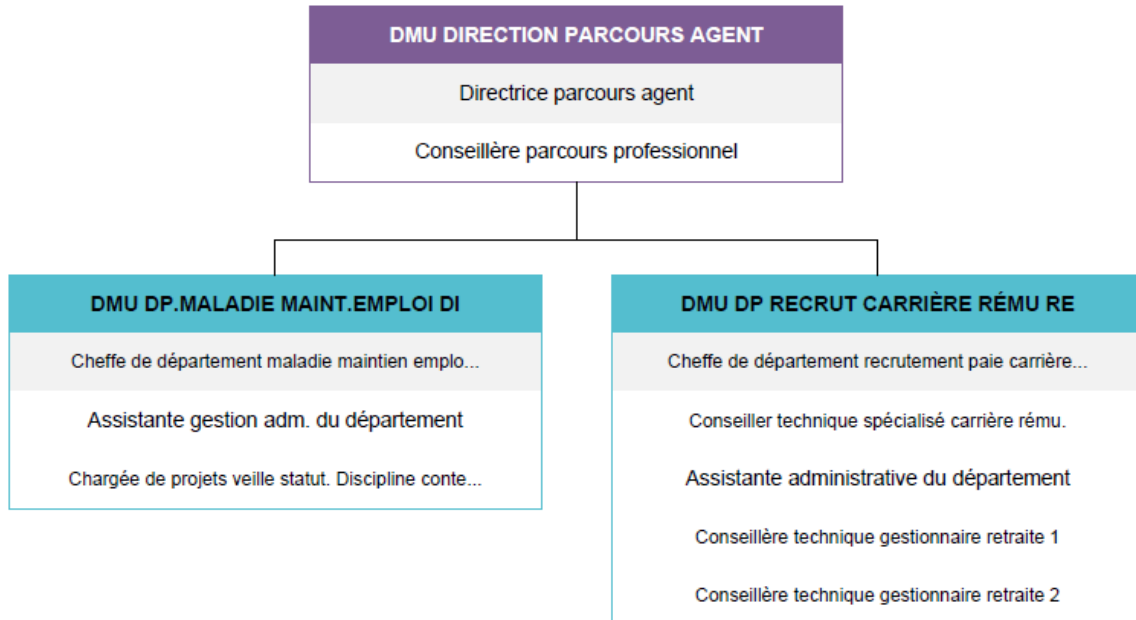 DMU DIRECTION PARCOURS AGENT
Directrice parcours agent
Conseillère parcours professionnel
DMU DP.MALADIE MAINT.EMPLOI DI
Cheffe de département maladie maintien emplo...
Assistante gestion adm. du département
Chargée de projets veille statut. Discipline conte...
DMU DP RECRUT CARRIÈRE RÉMU RE
Cheffe de département recrutement paie carrière...
Conseiller technique spécialisé carrière rému.
Assistante administrative du département
Conseillère technique gestionnaire retraite 1
Conseillère technique gestionnaire retraite 2